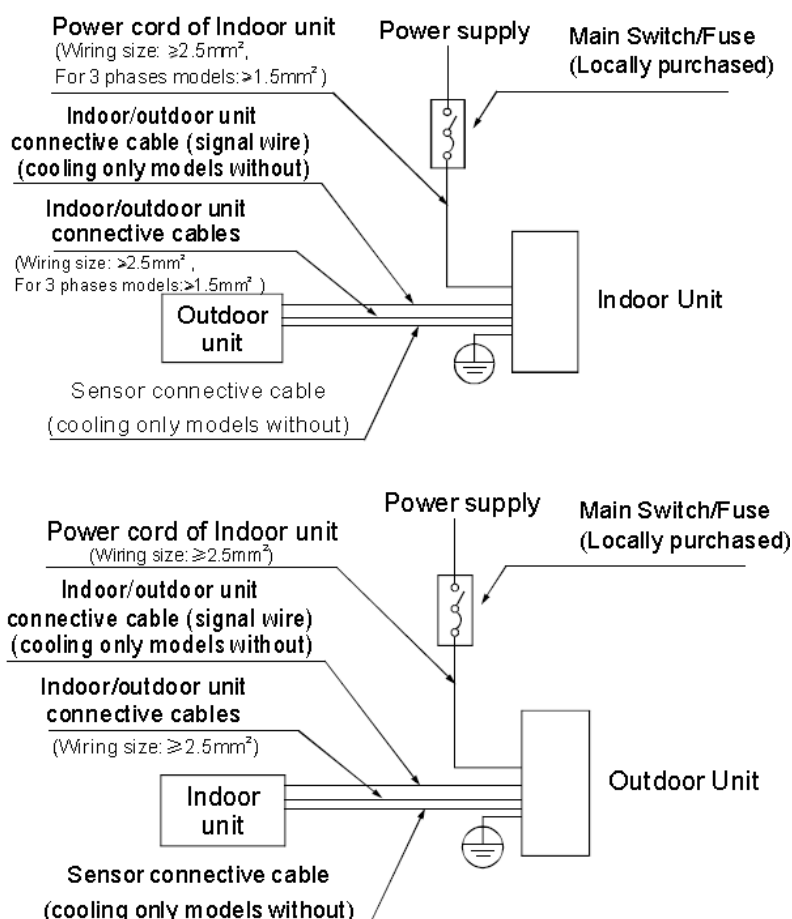 Power cord of Indoor unit
(Wiring size: ≥2.5mm²,
For 3 phases models:>1.5mm²)
Indoor/outdoor unit
connective cable (signal wire)
(cooling only models without)
Indoor/outdoor unit
connective cables
(Wiring size: >2.5mm²,
For 3 phases models:>1.5mm²)
Power supply
Main Switch/Fuse
(Locally purchased)
Outdoor
unit
Indoor Unit
Sensor connective cable
(cooling only models without)
Power supply
Main Switch/Fuse
(Locally purchased)
Power cord of Indoor unit
(Wiring size: ≥2.5mm²)
Indoor/outdoor unit
connective cable (signal wire)
(cooling only models without)
Indoor/outdoor unit
connective cables
(Wiring size: ≥2.5mm²)
Indoor
unit
Outdoor Unit
Sensor connective cable
(cooling only models without)